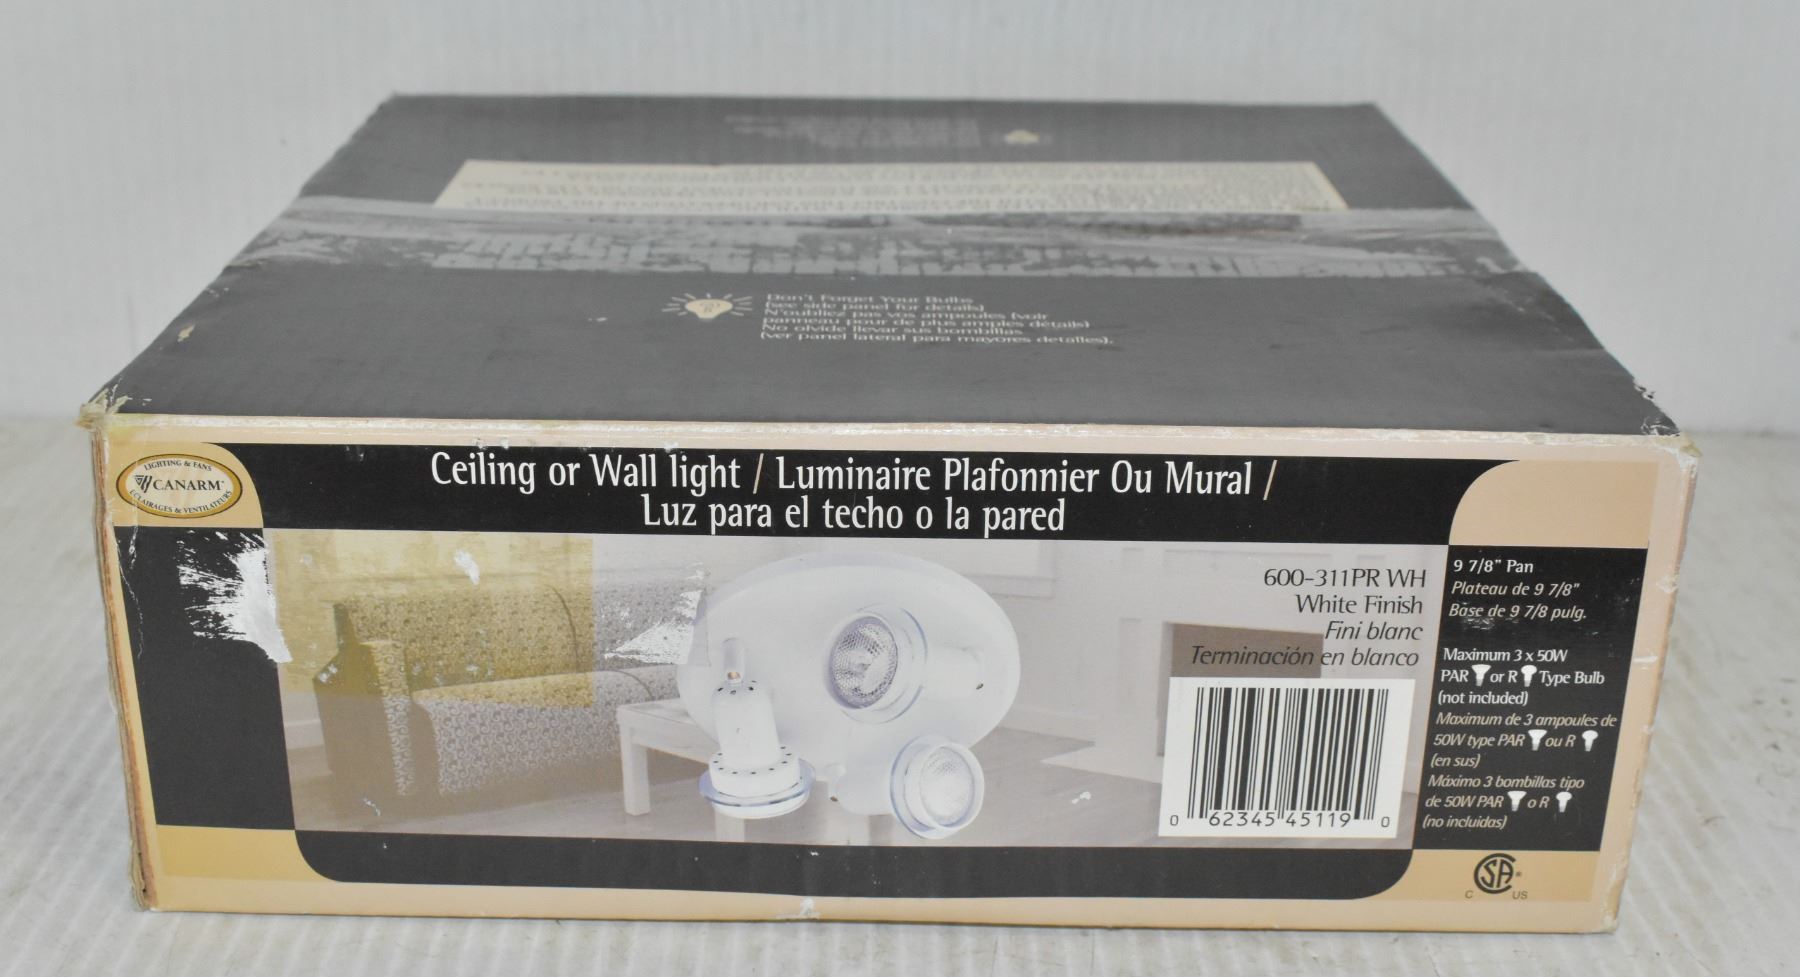 Don't Forget Your Bulbs
(see side panel for details)
N'oubliez pas vos ampoules (voir
panneau pour de plus amples détails)
No olvide llevar sus bombillas
(ver panel lateral para mayores detalles).
LIGHTING & FANS
CANARM
ECLAIRAGES & VENTILATEURS
Ceiling or Wall light / Luminaire Plafonnier Ou Mural /
Luz para el techo o la pared
600-311PR WH
White Finish
Fini blanc
Terminación en blanco
0 62345 45119 0
9 7/8" Pan
Plateau de 9 7/8"
Base de 9 7/8 pulg.
Maximum 3 x 50W
PAR or R Type Bulb
(not included)
Maximum de 3 ampoules de
50W type PAR ou R
(en sus)
Máximo 3 bombillas tipo
de 50W PAR o R
(no incluidas)
CSA®
C US